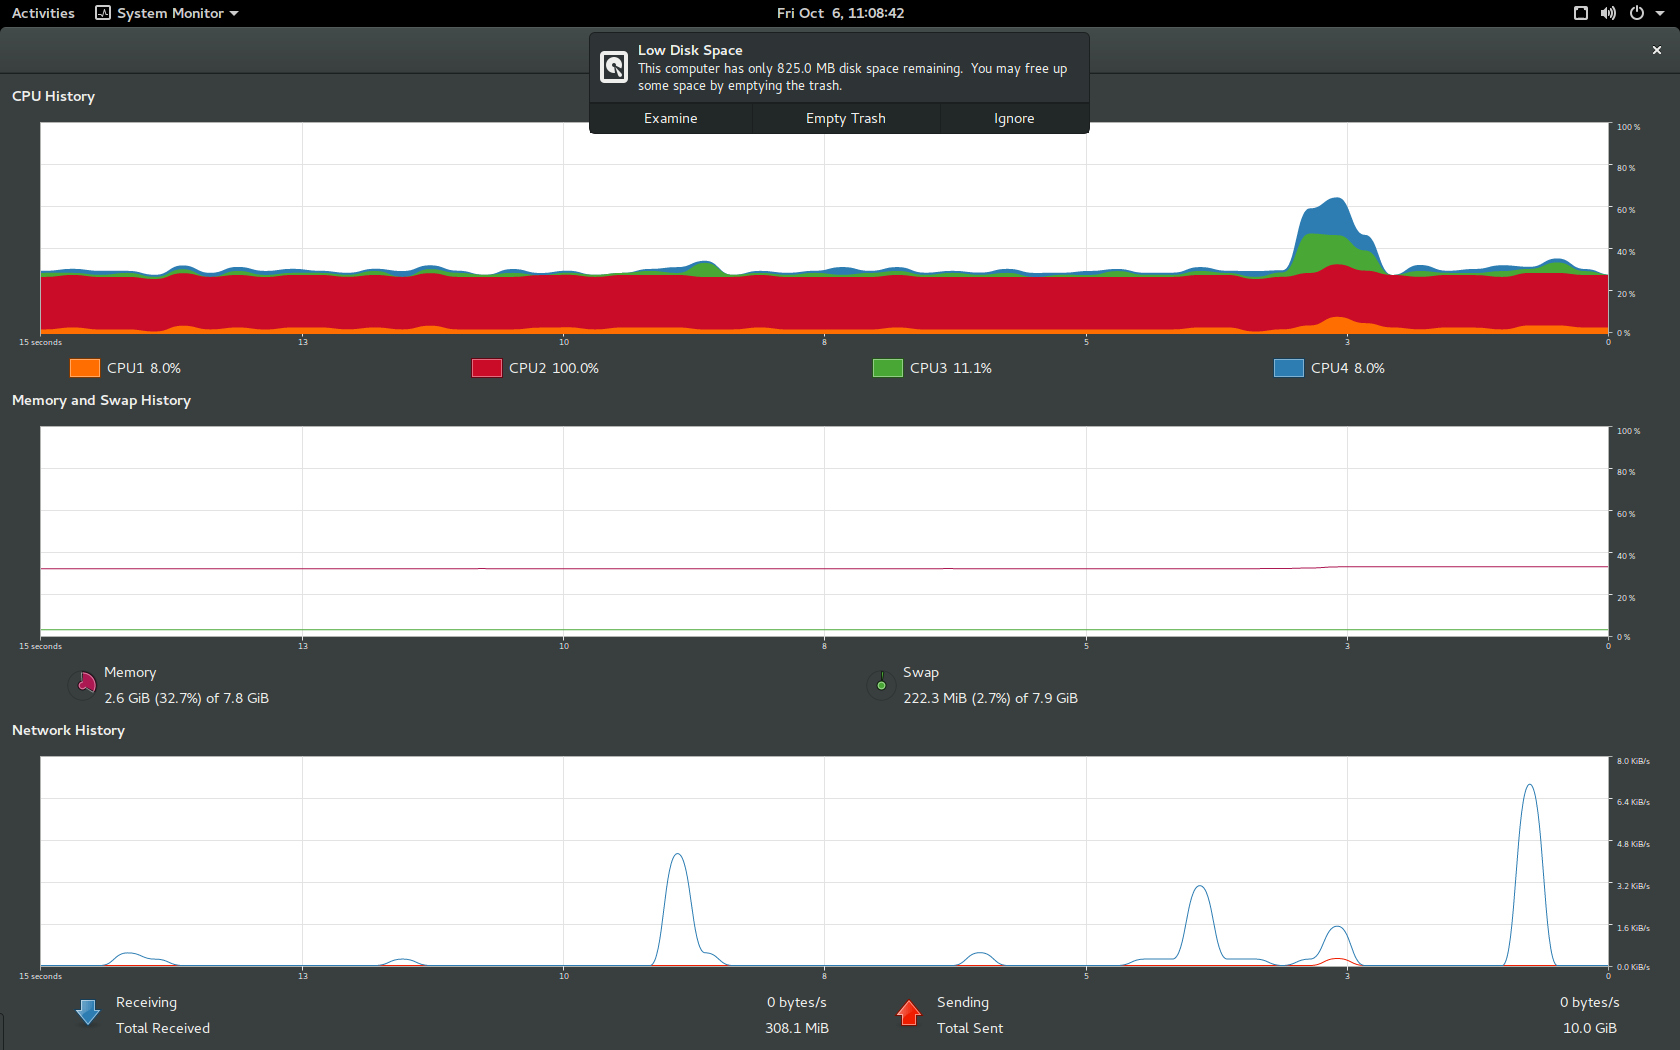 Activities System Monitor Fri Oct 6, 11:08:42
Low Disk Space
This computer has only 825.0 MB disk space remaining. You may free up
some space by emptying the trash.
Examine Empty Trash Ignore
CPU History
100 %
80 %
60 %
40 %
20 %
0 %
15 seconds 13 10 8 5 3 0
CPU1 8.0% CPU2 100.0% CPU3 11.1% CPU4 8.0%
Memory and Swap History
100 %
80 %
60 %
40 %
20 %
0 %
15 seconds 13 10 8 5 3 0
Memory Swap
2.6 GiB (32.7%) of 7.8 GiB 222.3 MiB (2.7%) of 7.9 GiB
Network History
8.0 KiB/s
6.4 KiB/s
4.8 KiB/s
3.2 KiB/s
1.6 KiB/s
0.0 KiB/s
15 seconds 13 10 8 5 3 0
Receiving 0 bytes/s Sending 0 bytes/s
Total Received 308.1 MiB Total Sent 10.0 GiB